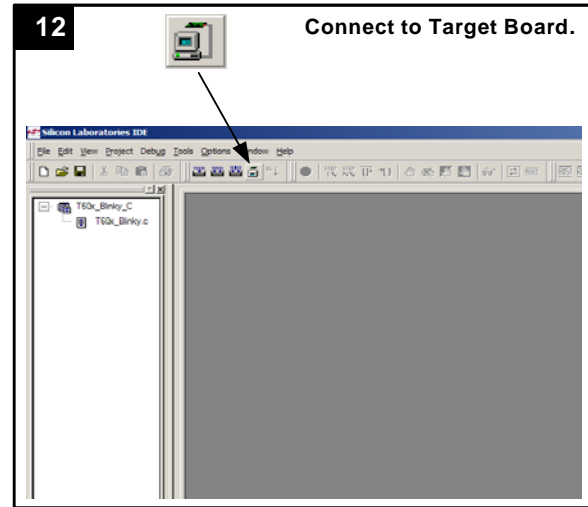 12
Connect to Target Board.
Silicon Laboratories IDE
File Edit View Project Debug Tools Options Window Help
T60x_Blinky_C
T60x_Blinky.c